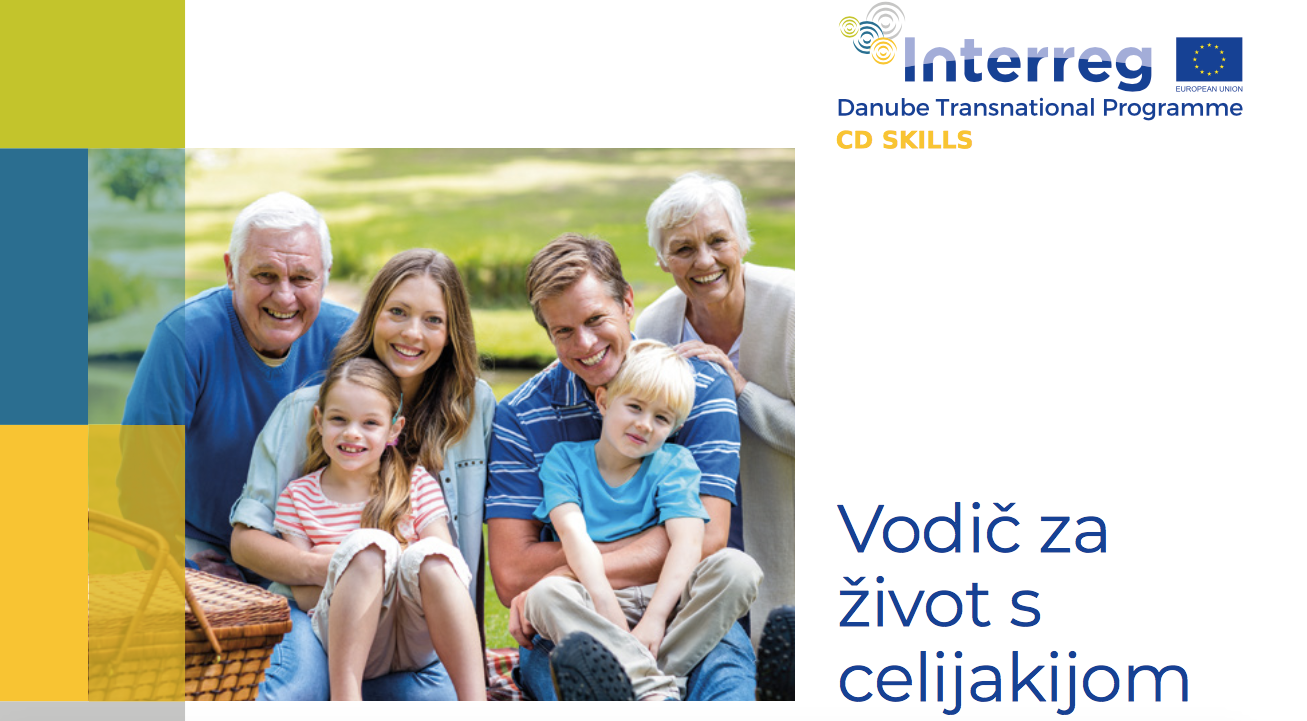 Interreg
EUROPEAN UNION
Danube Transnational Programme
CD SKILLS
Vodič za
život s
celijakijom